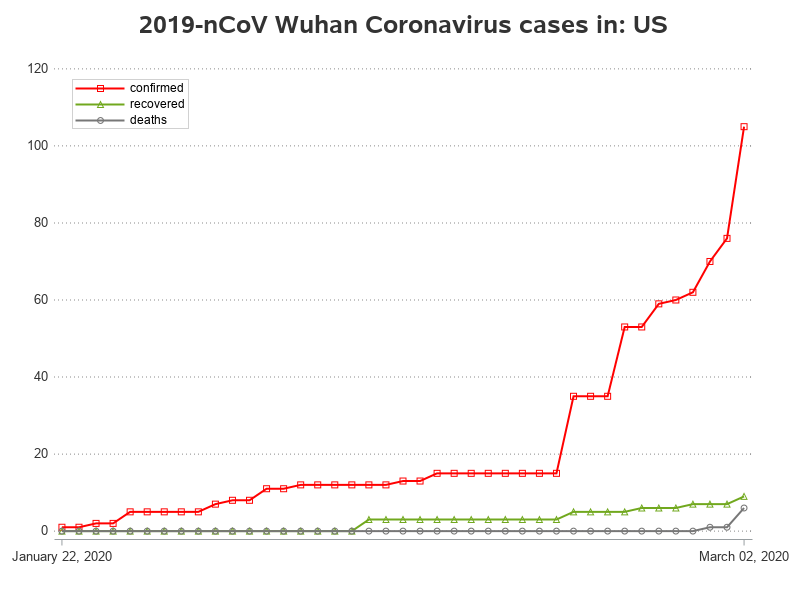 2019-nCoV Wuhan Coronavirus cases in: US
120
confirmed
recovered
deaths
100
80
60
40
20
0
January 22, 2020
March 02, 2020